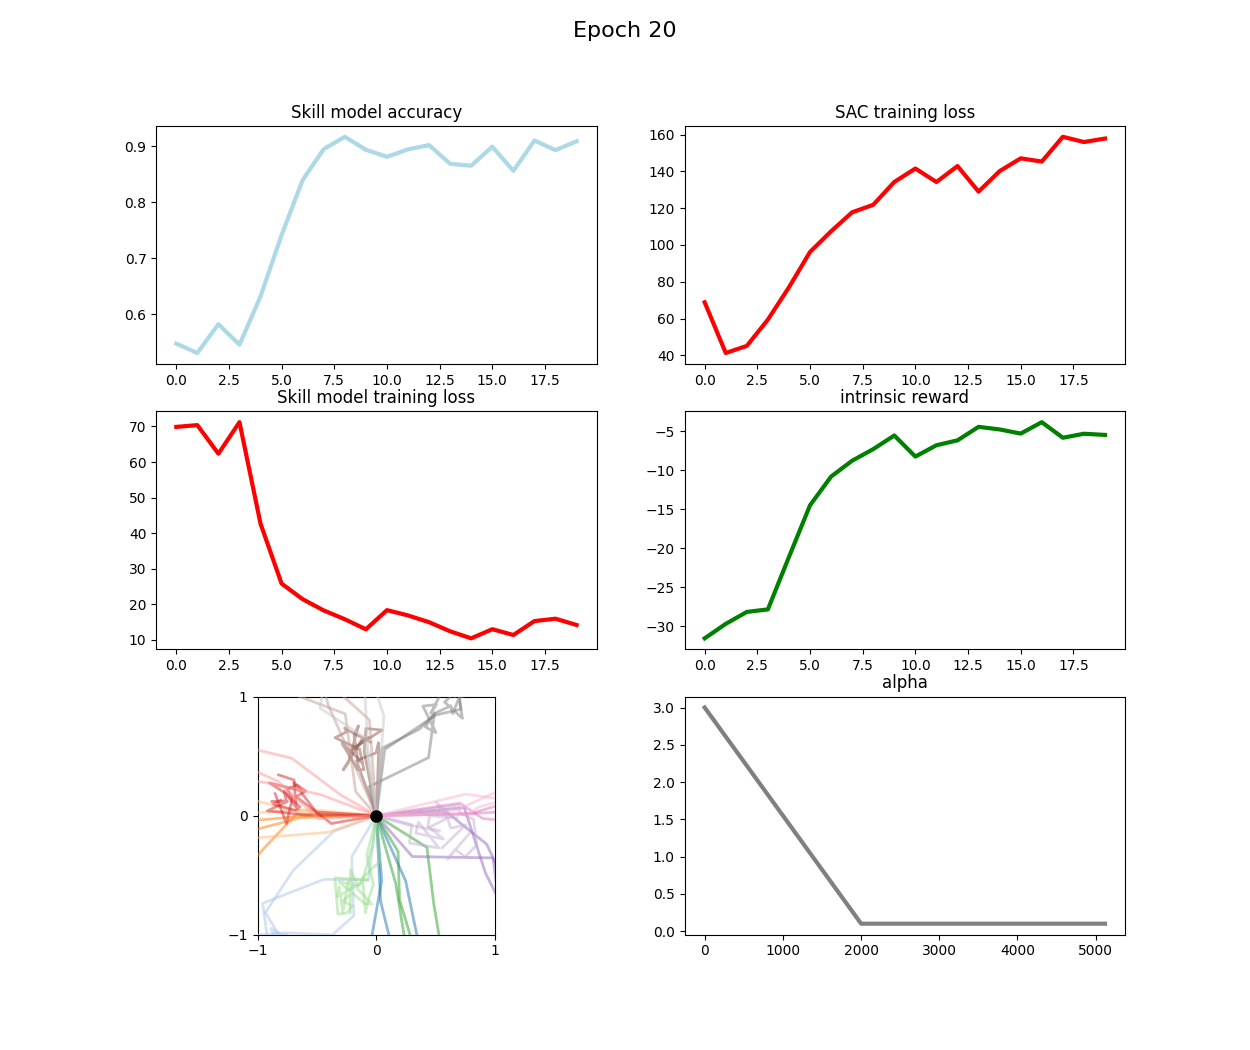 Epoch 20
Skill model accuracy
0.9
0.8
0.7
0.6
0.0 2.5 5.0 7.5 10.0 12.5 15.0 17.5
SAC training loss
160
140
120
100
80
60
40
0.0 2.5 5.0 7.5 10.0 12.5 15.0 17.5
Skill model training loss
70
60
50
40
30
20
10
0.0 2.5 5.0 7.5 10.0 12.5 15.0 17.5
intrinsic reward
−5
−10
−15
−20
−25
−30
0.0 2.5 5.0 7.5 10.0 12.5 15.0 17.5
1
0
−1
−1 0 1
alpha
3.0
2.5
2.0
1.5
1.0
0.5
0.0
0 1000 2000 3000 4000 5000